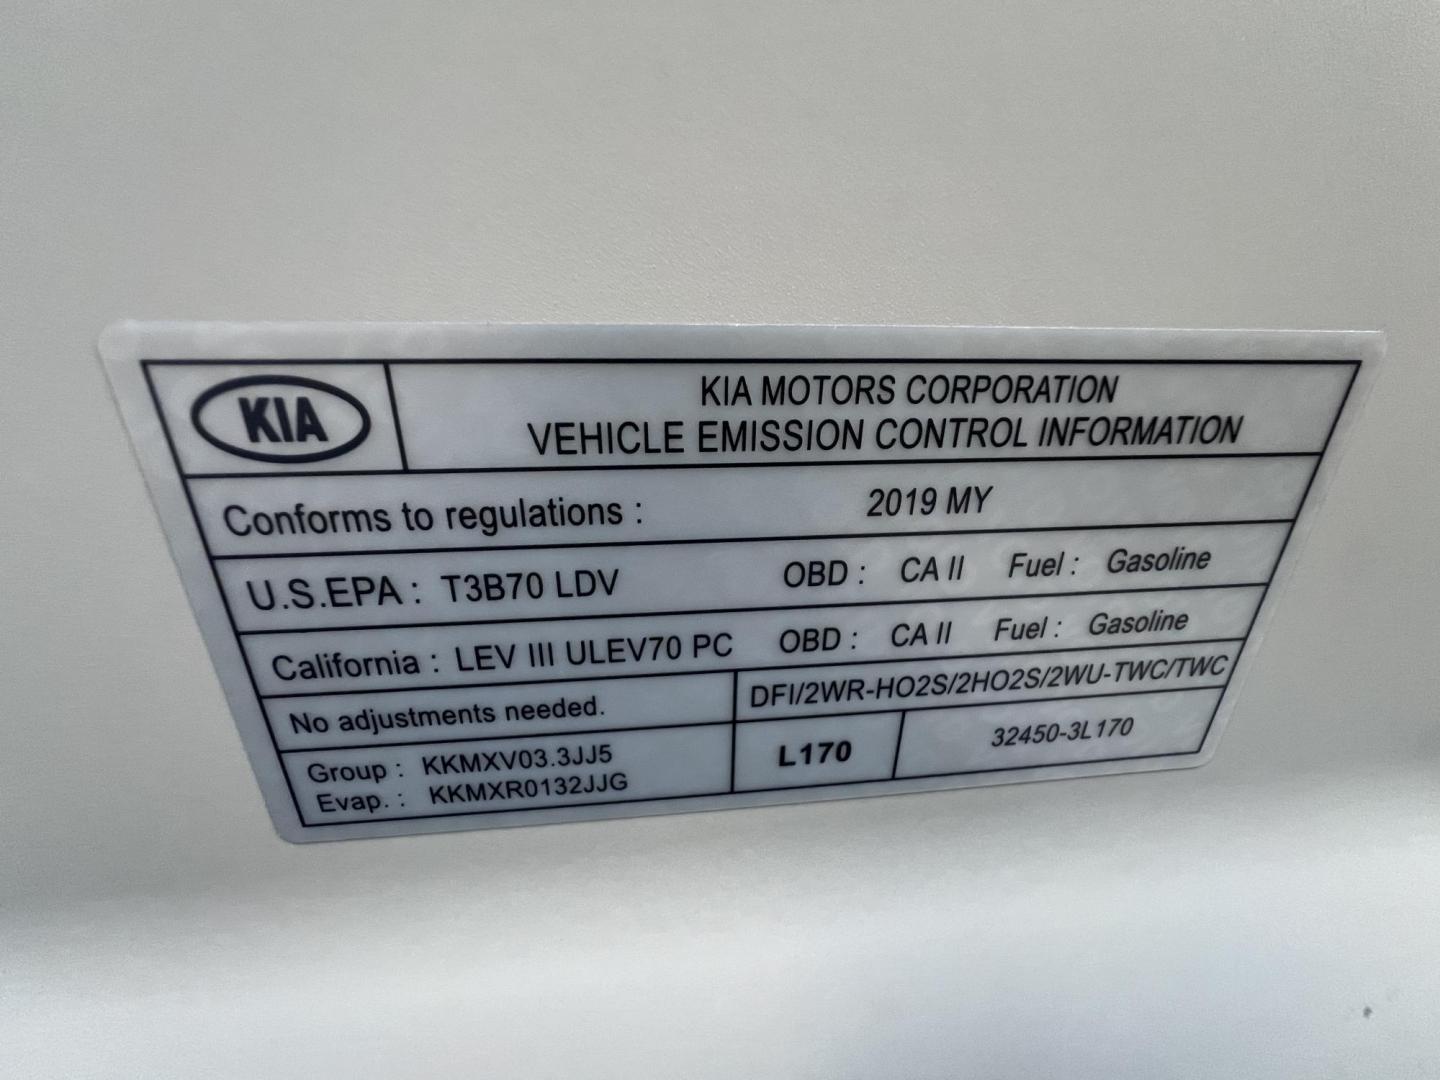 KIA
KIA MOTORS CORPORATION
VEHICLE EMISSION CONTROL INFORMATION
Conforms to regulations : 2019 MY
U.S.EPA : T3B70 LDV OBD : CA II Fuel : Gasoline
California : LEV III ULEV70 PC OBD : CA II Fuel : Gasoline
No adjustments needed.
DFI/2WR-HO2S/2HO2S/2WU-TWC/TWC
Group : KKMXV03.3JJ5
Evap. : KKMXR0132JJG
L170
32450-3L170